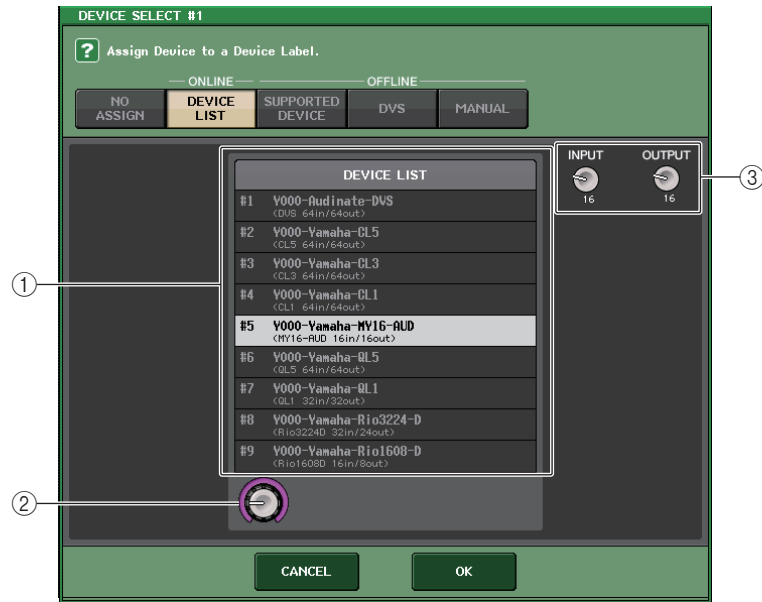 DEVICE SELECT #1
? Assign Device to a Device Label.
ONLINE OFFLINE
NO ASSIGN
DEVICE LIST
SUPPORTED DEVICE
DVS
MANUAL
INPUT OUTPUT
16 16
③
DEVICE LIST
#1 Y000-Audinate-DVS
(DVS 64in/64out)
#2 Y000-Yamaha-CL5
(CL5 64in/64out)
#3 Y000-Yamaha-CL3
(CL3 64in/64out)
①
#4 Y000-Yamaha-CL1
(CL1 64in/64out)
#5 Y000-Yamaha-MY16-AUD
(MY16-AUD 16in/16out)
#6 Y000-Yamaha-QL5
(QL5 64in/64out)
#7 Y000-Yamaha-QL1
(QL1 32in/32out)
#8 Y000-Yamaha-Rio3224-D
(Rio3224D 32in/24out)
#9 Y000-Yamaha-Rio1608-D
(Rio1608D 16in/8out)
②
CANCEL OK